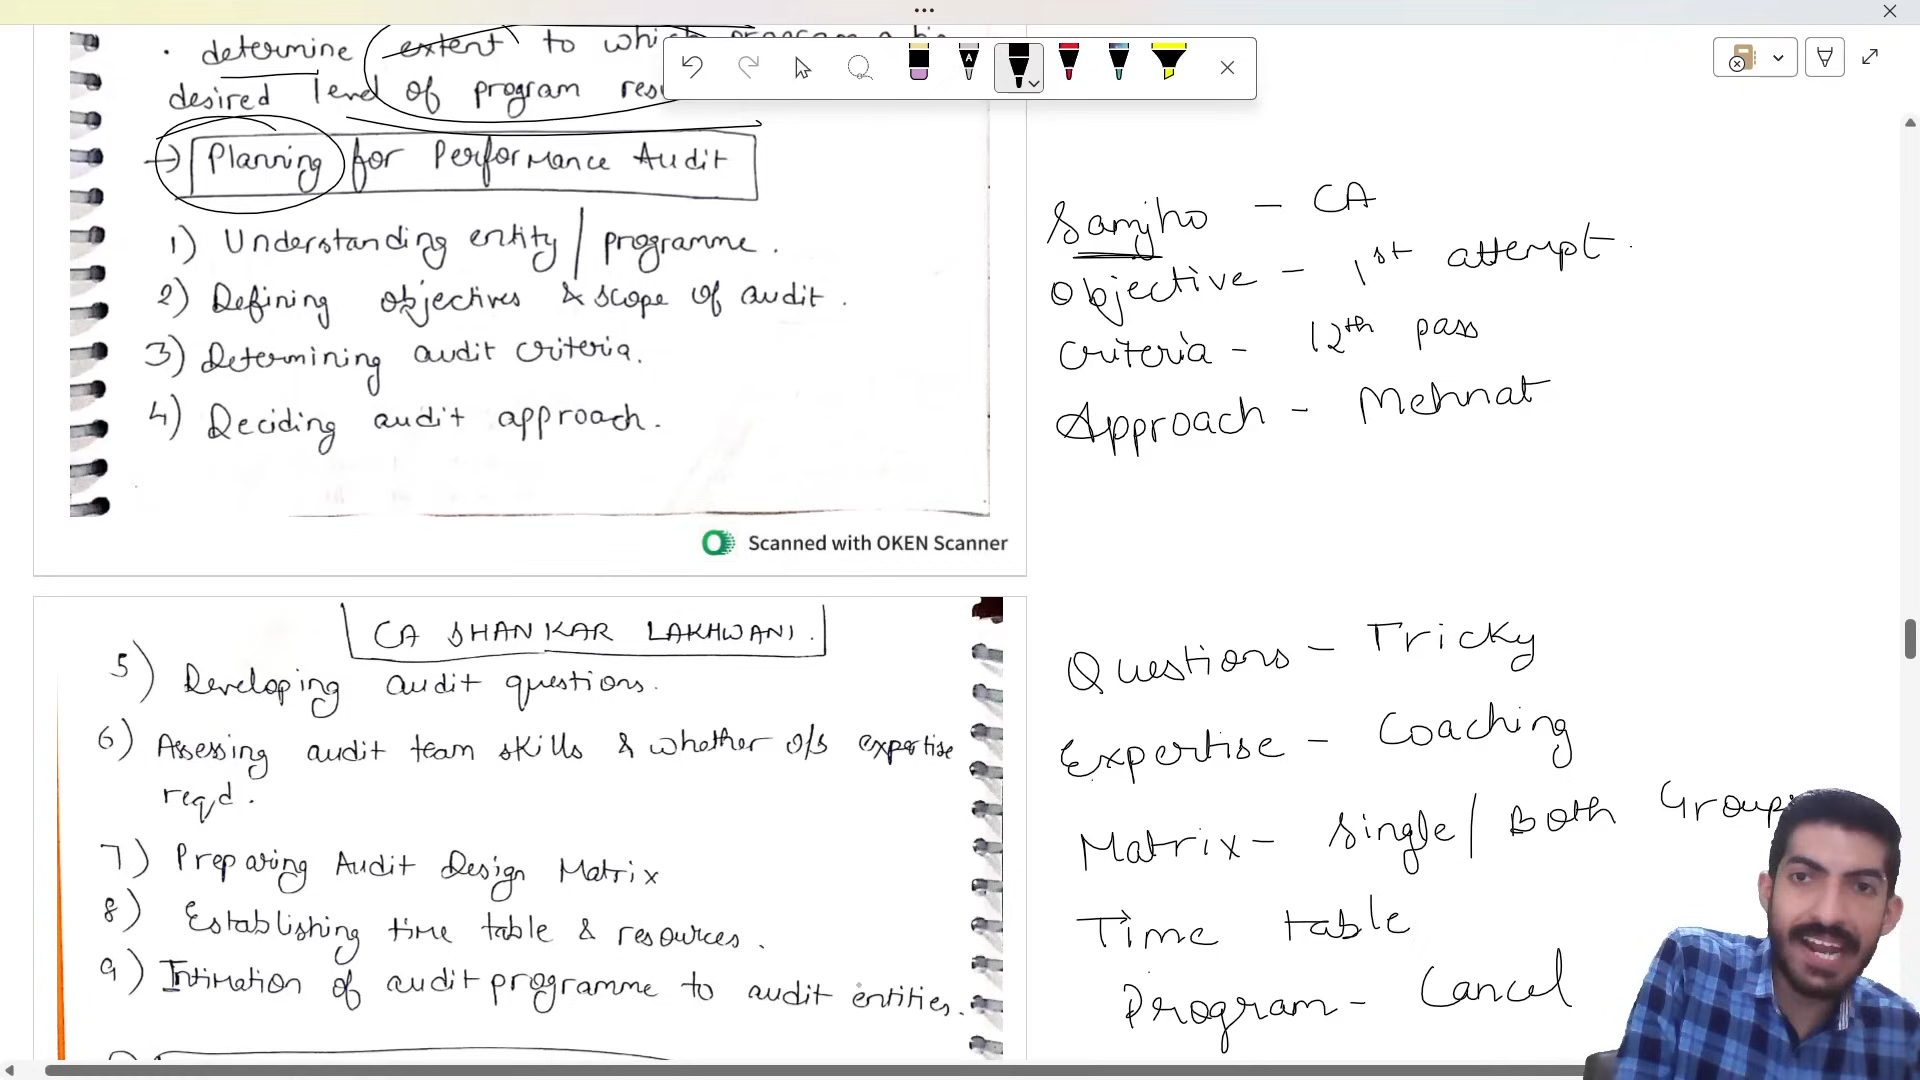 · determine extent to which program
desired level of program
→ Planning for Performance Audit
1) Understanding entity / programme.
2) Defining objectives & scope of audit.
3) Determining audit criteria.
4) Deciding audit approach.
Scanned with OKEN Scanner
CA SHANKAR LAKHWANI.
5) Developing audit questions.
6) Assessing audit team skills & whether o/s expertise
reqd.
7) Preparing Audit Design Matrix
8) Establishing time table & resources.
9) Intimation of audit programme to audit entities.
Samjho - CA
Objective - 1st attempt.
Criteria - 12th pass
Approach - Mehnat
Questions - Tricky
Expertise - Coaching
Matrix - Single / Both Group
Time table
Program - Cancel